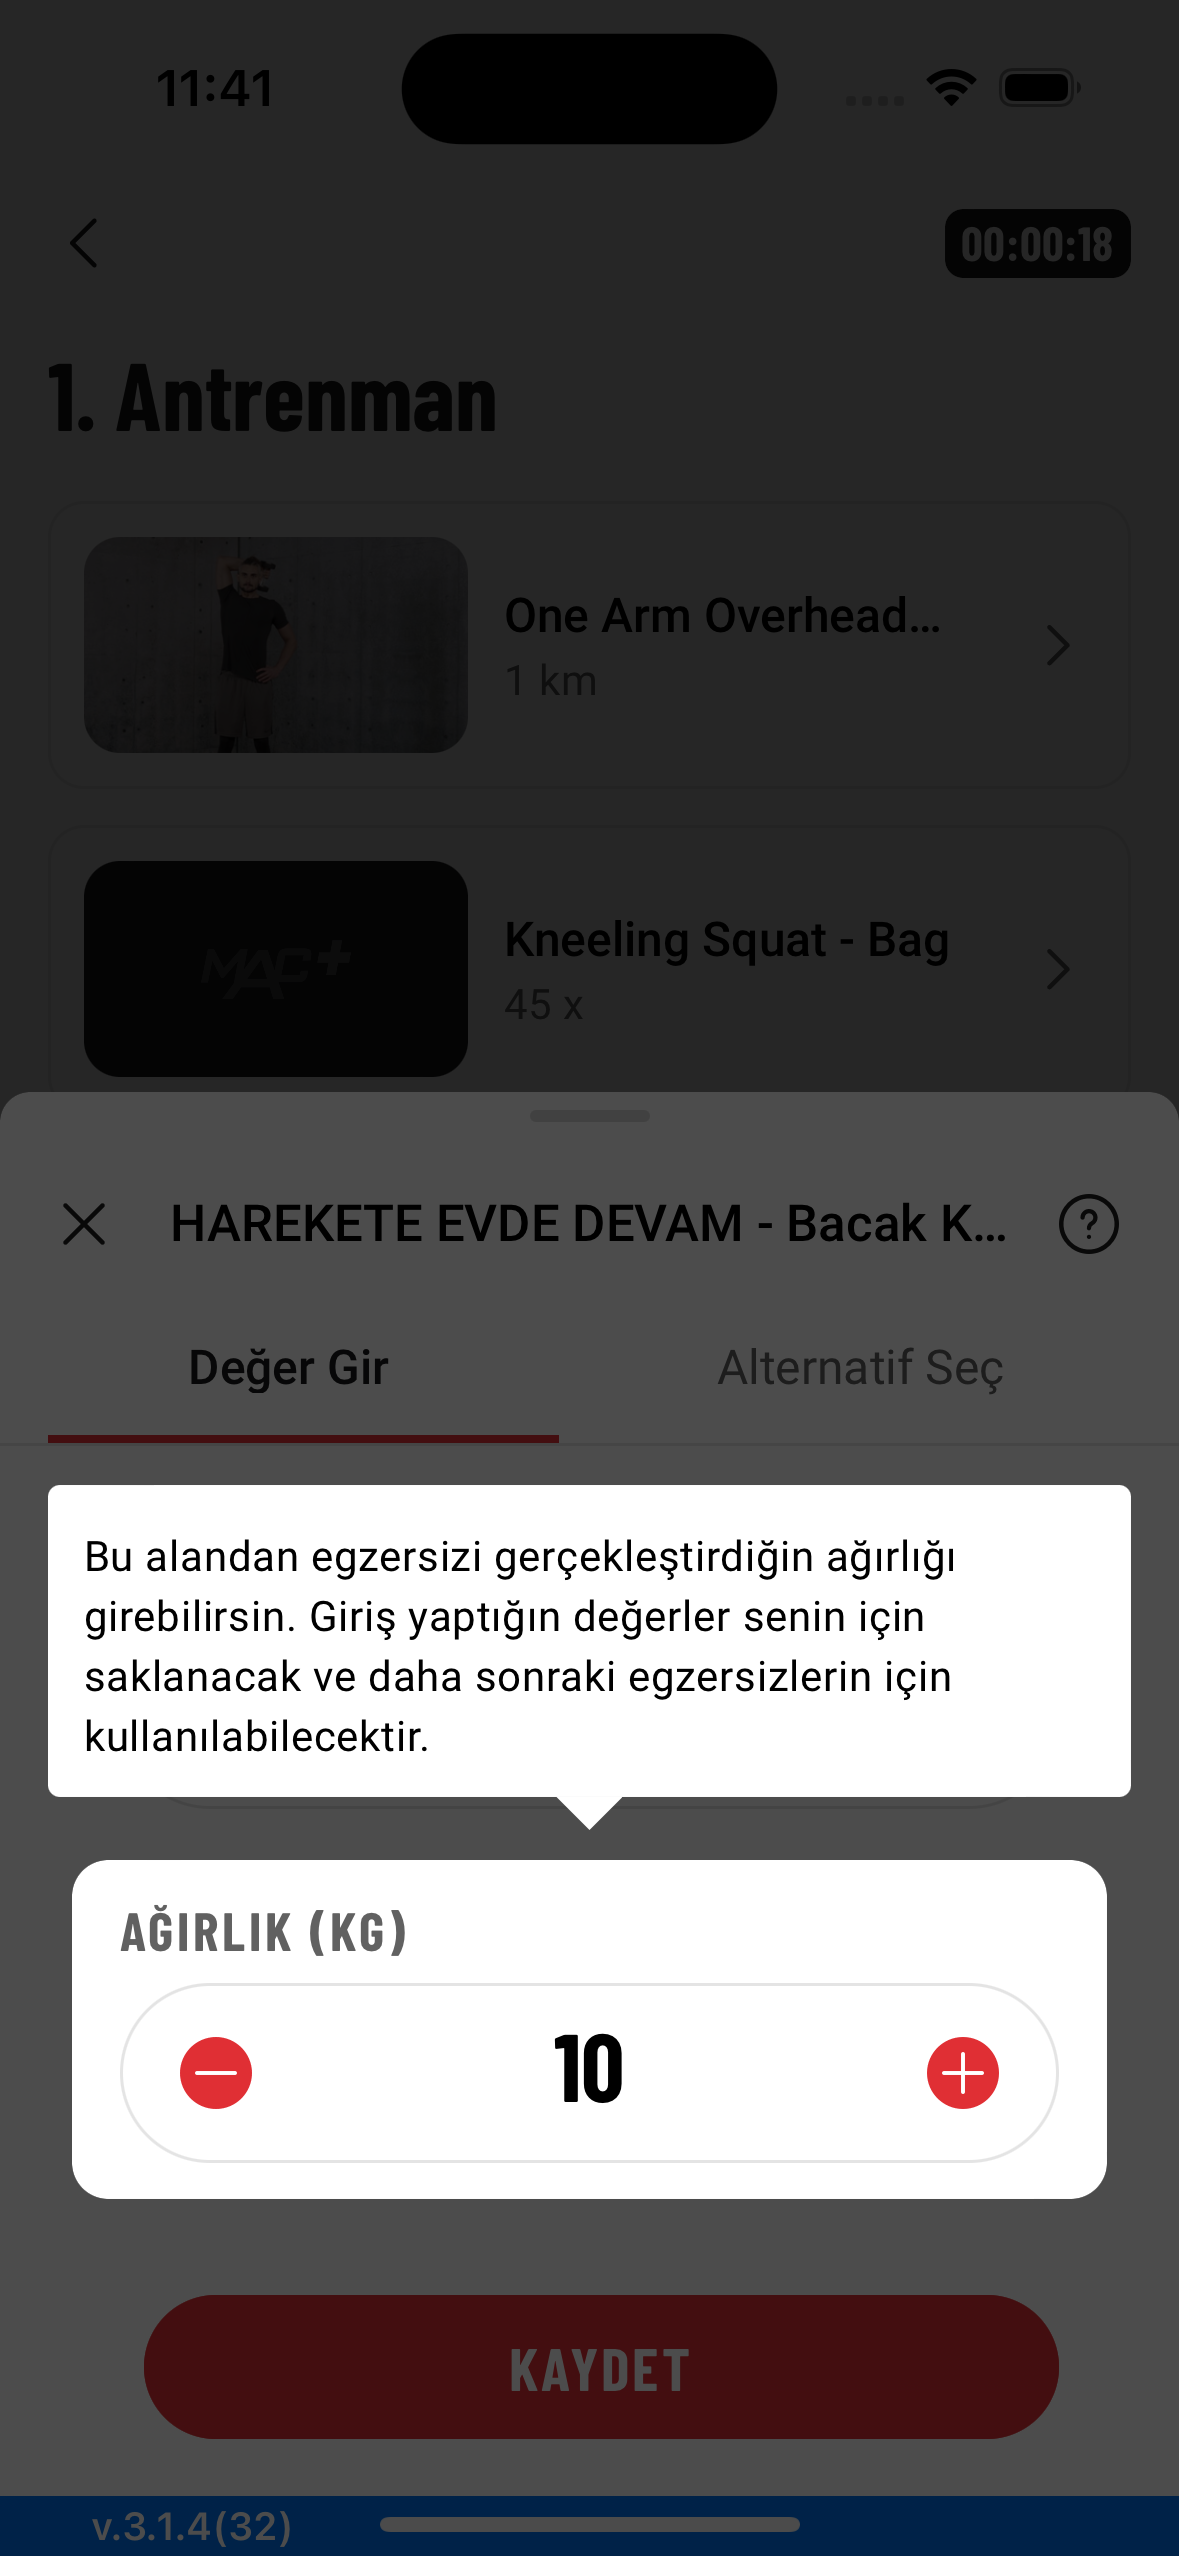 11:41
00:00:18
1. Antrenman
One Arm Overhead...
1 km
MAC+
Kneeling Squat - Bag
45 x
HAREKETE EVDE DEVAM - Bacak K...
?
Değer Gir
Alternatif Seç
Bu alandan egzersizi gerçekleştirdiğin ağırlığı
girebilirsin. Giriş yaptığın değerler senin için
saklanacak ve daha sonraki egzersizlerin için
kullanılabilecektir.
AĞIRLIK (KG)
10
KAYDET
v.3.1.4(32)